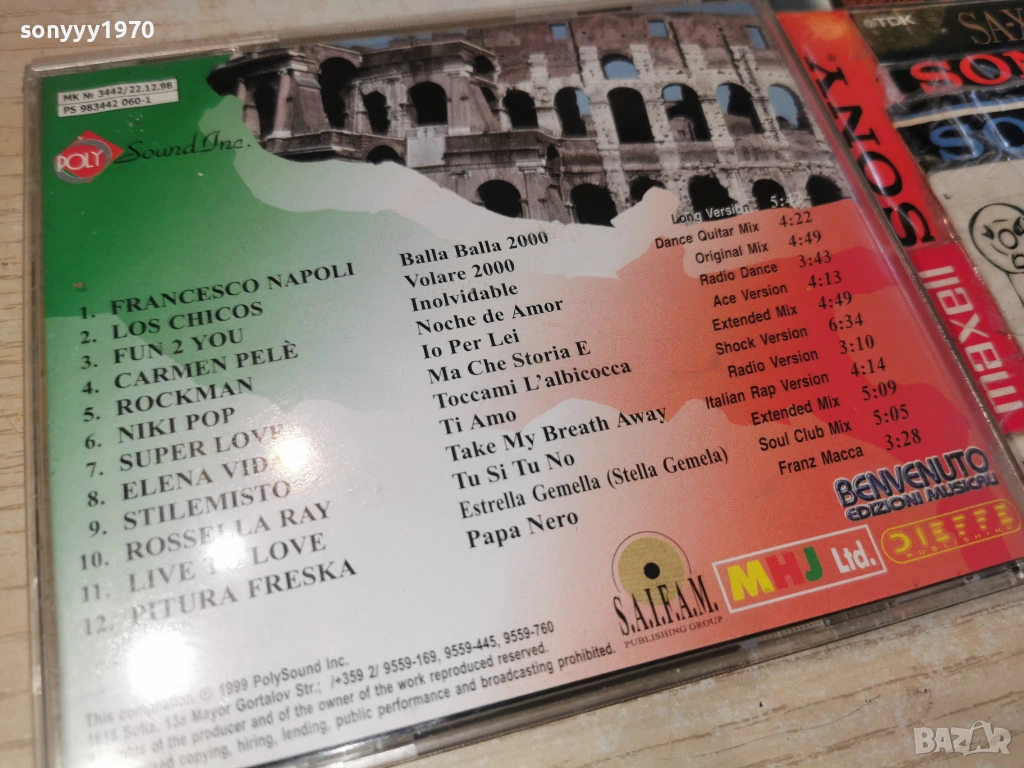 sonyyy1970
MK № 3442/22.12.98
PS 983442 060-1
POLY Sound Inc.
1. FRANCESCO NAPOLI Balla Balla 2000 Long Version
2. LOS CHICOS Volare 2000 Dance Quitar Mix 4:22
3. FUN 2 YOU Inolvidable Original Mix 4:49
4. CARMEN PELÈ Noche de Amor Radio Dance 3:43
5. ROCKMAN Io Per Lei Ace Version 4:13
6. NIKI POP Ma Che Storia E Extended Mix 4:49
7. SUPER LOVE Toccami L'albicocca Shock Version 6:34
8. ELENA Ti Amo Radio Version 3:10
9. STILEMISTO Take My Breath Away Italian Rap Version 4:14
10. ROSSELLA RAY Tu Si Tu No Extended Mix 5:09
11. LIVE TO LOVE Estrella Gemella (Stella Gemela) Soul Club Mix 5:05
12. PITURA FRESKA Papa Nero Franz Macca 3:28
BENVENUTO
EDIZIONI MUSICALI
S.A.I.F.A.M.
PUBLISHING GROUP
MHJ Ltd.
DIEFFE
PUBLISHING
This compilation © 1999 PolySound Inc.
1616 Sofia, 13a Mayor Gortalov Str.; /+359 2/ 9559-169, 9559-445, 9559-760
rights of the producer and of the owner of the work reproduced reserved.
copying, hiring, lending, public performance and broadcasting prohibited.
TDK
SA-X
SONY
SONY.
maxell
BAZAR